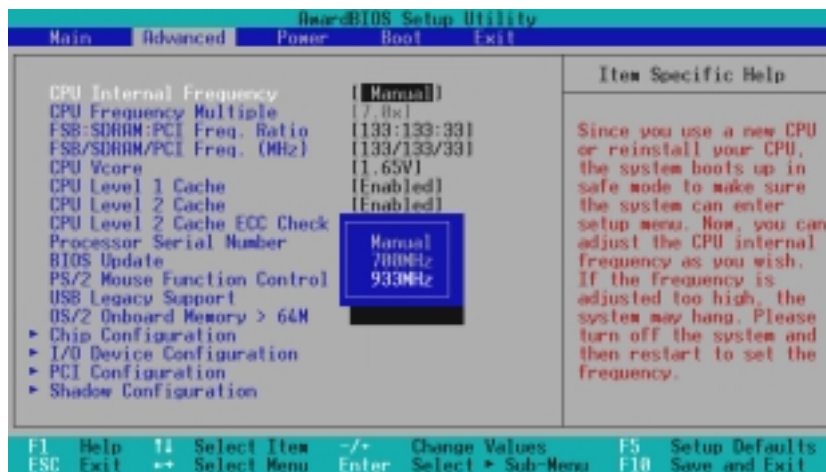 AwardBIOS Setup Utility
Main Advanced Power Boot Exit
Item Specific Help
CPU Internal Frequency [ Manual]
CPU Frequency Multiple [7.0x]
FSB:SDRAM:PCI Freq. Ratio [133:133:33]
FSB/SDRAM/PCI Freq. (MHz) [133/133/33]
CPU Vcore [1.65V]
CPU Level 1 Cache [Enabled]
CPU Level 2 Cache [Enabled]
CPU Level 2 Cache ECC Check
Processor Serial Number
BIOS Update
PS/2 Mouse Function Control
USB Legacy Support
OS/2 Onboard Memory > 64M
► Chip Configuration
► I/O Device Configuration
► PCI Configuration
► Shadow Configuration
Manual
700MHz
933MHz
Since you use a new CPU
or reinstall your CPU,
the system boots up in
safe mode to make sure
the system can enter
setup menu. Now, you can
adjust the CPU internal
frequency as you wish.
If the frequency is
adjusted too high, the
system may hang. Please
turn off the system and
then restart to set the
frequency.
F1 Help ↑↓ Select Item -/+ Change Values F5 Setup Defaults
ESC Exit ←→ Select Menu Enter Select ► Sub-Menu F10 Save and Exit